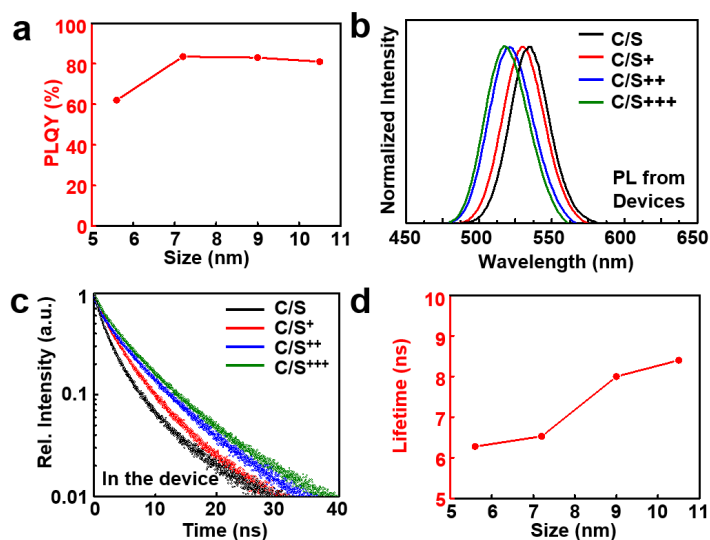 a
PLQY (%)
100
80
60
40
20
0
5 6 7 8 9 10 11
Size (nm)
b
Normalized Intensity
C/S
C/S+
C/S++
C/S+++
PL from
Devices
450 500 550 600 650
Wavelength (nm)
c
Rel. Intensity (a.u.)
1
0.1
0.01
C/S
C/S+
C/S++
C/S+++
In the device
0 10 20 30 40
Time (ns)
d
Lifetime (ns)
10
9
8
7
6
5
5 6 7 8 9 10 11
Size (nm)